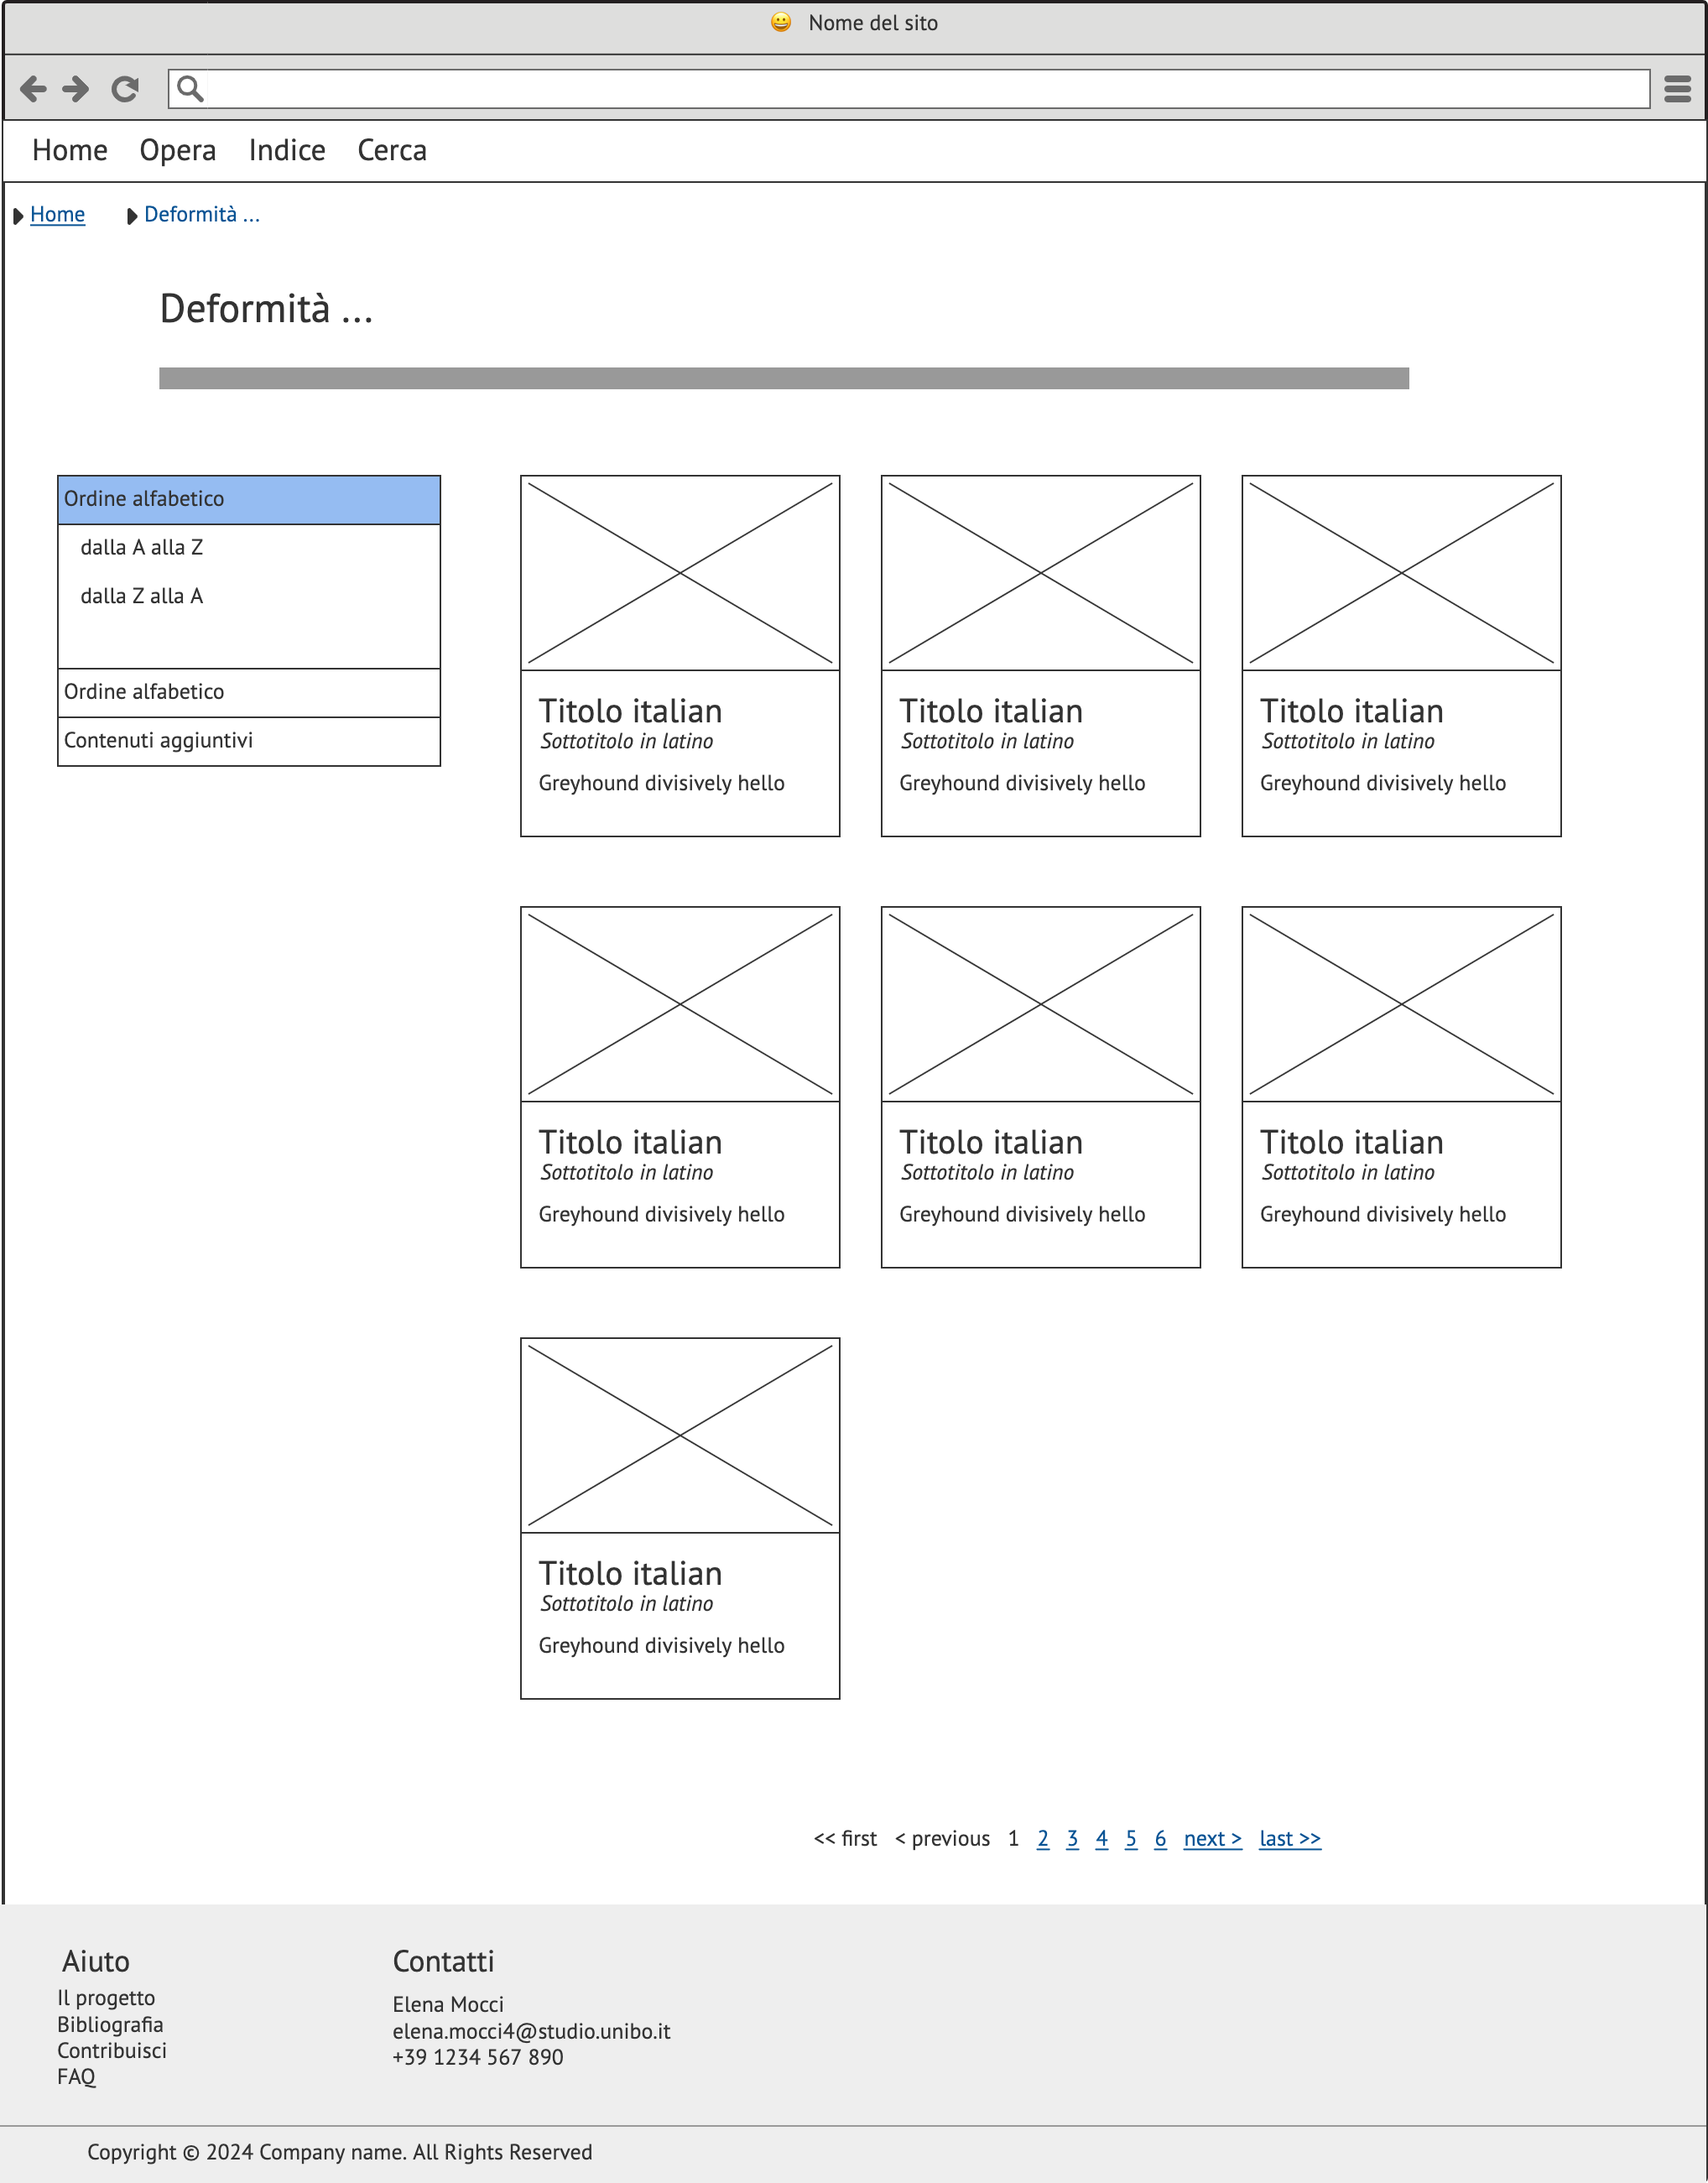 😀 Nome del sito
Home Opera Indice Cerca
Home Deformità ...
Deformità ...
Ordine alfabetico
dalla A alla Z
dalla Z alla A
Ordine alfabetico
Contenuti aggiuntivi
Titolo italian
Sottotitolo in latino
Greyhound divisively hello
Titolo italian
Sottotitolo in latino
Greyhound divisively hello
Titolo italian
Sottotitolo in latino
Greyhound divisively hello
Titolo italian
Sottotitolo in latino
Greyhound divisively hello
Titolo italian
Sottotitolo in latino
Greyhound divisively hello
Titolo italian
Sottotitolo in latino
Greyhound divisively hello
Titolo italian
Sottotitolo in latino
Greyhound divisively hello
<< first < previous 1 2 3 4 5 6 next > last >>
Aiuto
Il progetto
Bibliografia
Contribuisci
FAQ
Contatti
Elena Mocci
elena.mocci4@studio.unibo.it
+39 1234 567 890
Copyright © 2024 Company name. All Rights Reserved